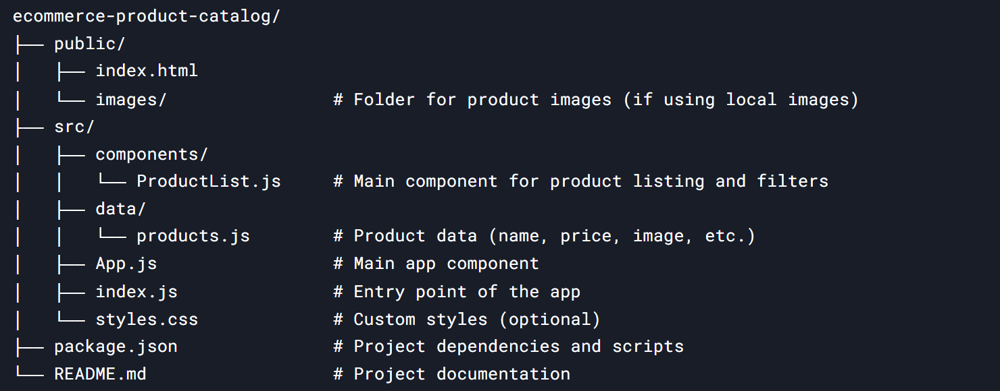 ecommerce-product-catalog/
├── public/
│   ├── index.html
│   └── images/                # Folder for product images (if using local images)
├── src/
│   ├── components/
│   │   └── ProductList.js     # Main component for product listing and filters
│   ├── data/
│   │   └── products.js        # Product data (name, price, image, etc.)
│   ├── App.js                 # Main app component
│   ├── index.js               # Entry point of the app
│   └── styles.css             # Custom styles (optional)
├── package.json               # Project dependencies and scripts
└── README.md                  # Project documentation